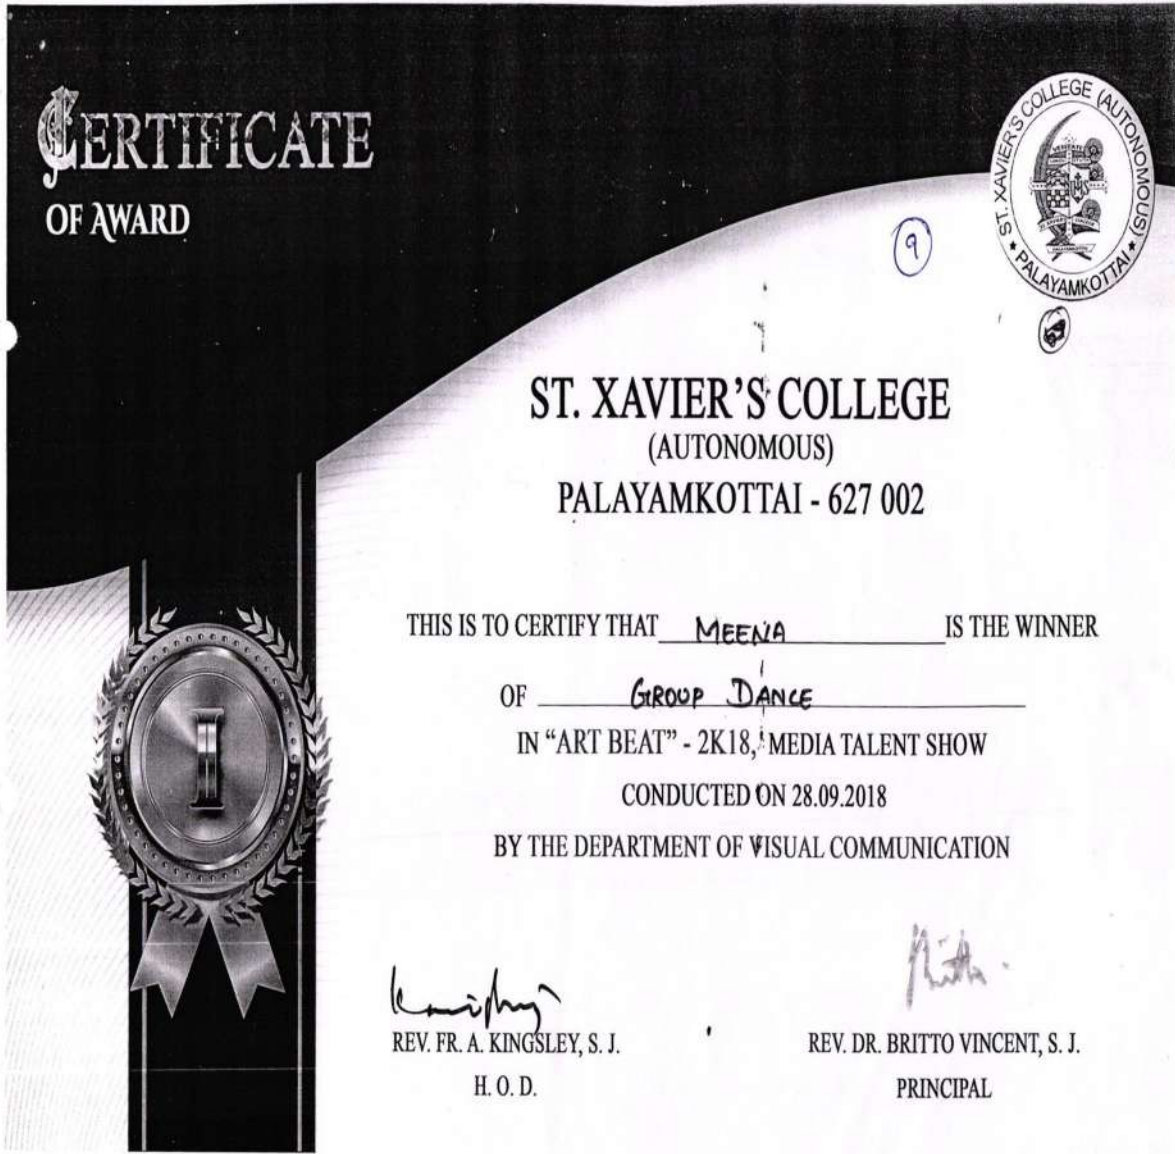 CERTIFICATE
OF AWARD
ST. XAVIER'S COLLEGE (AUTONOMOUS)
★ PALAYAMKOTTAI ★
9
ST. XAVIER'S COLLEGE
(AUTONOMOUS)
PALAYAMKOTTAI - 627 002
THIS IS TO CERTIFY THAT MEENA IS THE WINNER
OF GROUP DANCE
IN “ART BEAT” - 2K18, MEDIA TALENT SHOW
CONDUCTED ON 28.09.2018
BY THE DEPARTMENT OF VISUAL COMMUNICATION
I
REV. FR. A. KINGSLEY, S. J.
H. O. D.
REV. DR. BRITTO VINCENT, S. J.
PRINCIPAL